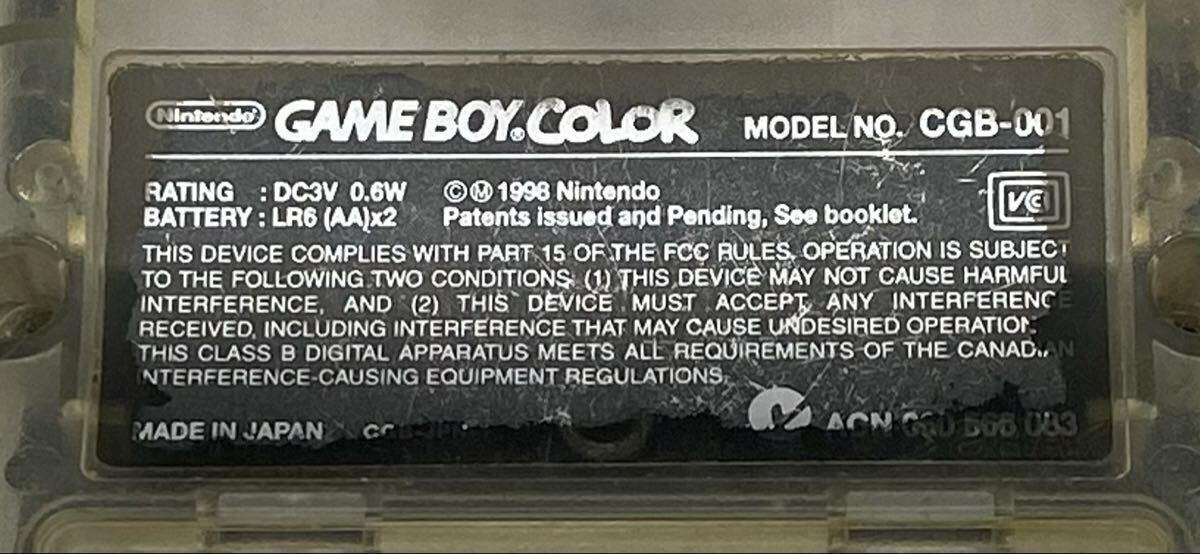 Nintendo GAME BOY COLOR MODEL NO. CGB-001
RATING : DC3V 0.6W ©Ⓜ 1998 Nintendo
BATTERY : LR6 (AA)x2 Patents issued and Pending, See booklet.
VCI
THIS DEVICE COMPLIES WITH PART 15 OF THE FCC RULES. OPERATION IS SUBJECT
TO THE FOLLOWING TWO CONDITIONS (1) THIS DEVICE MAY NOT CAUSE HARMFUL
INTERFERENCE, AND (2) THIS DEVICE MUST ACCEPT ANY INTERFERENCE
RECEIVED, INCLUDING INTERFERENCE THAT MAY CAUSE UNDESIRED OPERATION.
THIS CLASS B DIGITAL APPARATUS MEETS ALL REQUIREMENTS OF THE CANADIAN
INTERFERENCE-CAUSING EQUIPMENT REGULATIONS.
MADE IN JAPAN ACN 060 566 083